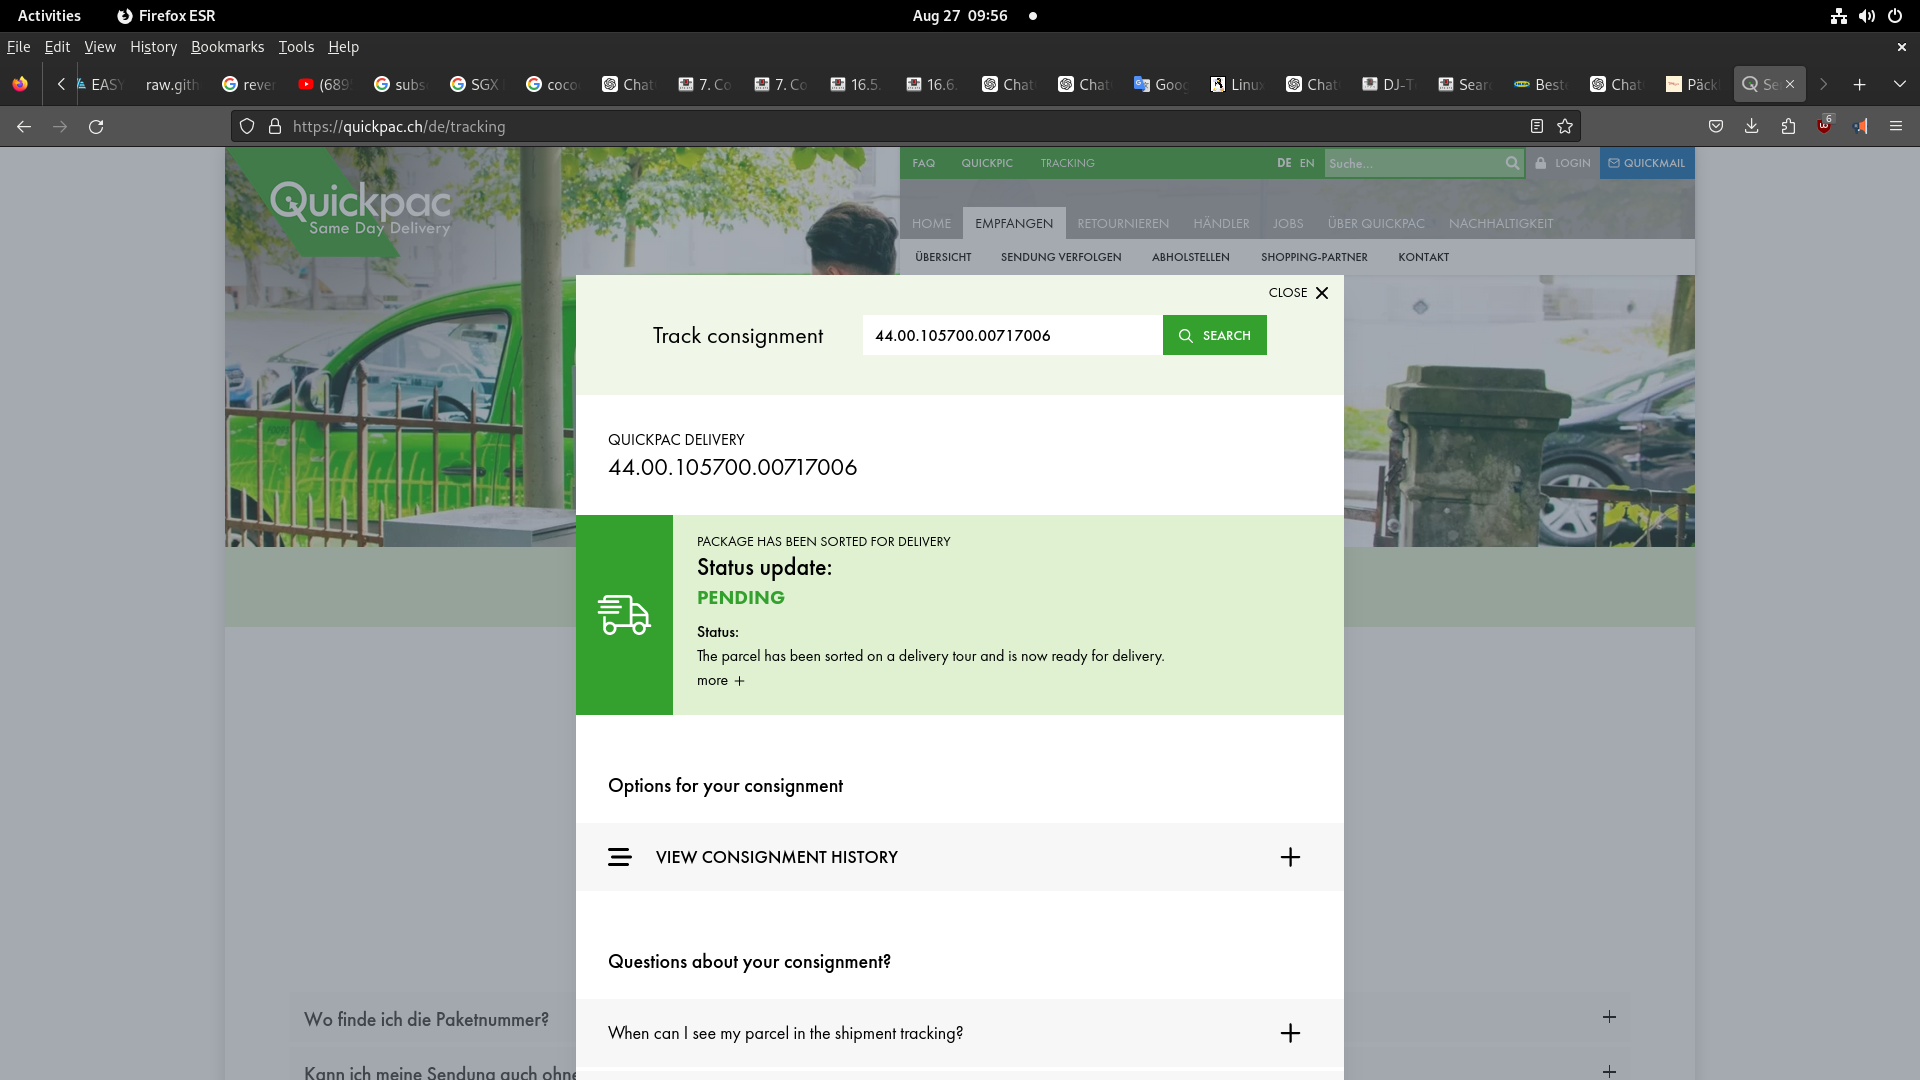 Activities
Firefox ESR
Aug 27 09:56
File Edit View History Bookmarks Tools Help
EASY
raw.gith
rever
(689
subs
SGX
coco
Chat
7. Co
7. Co
16.5.
16.6.
Chat
Chat
Goog
Linux
Chat
DJ-T
Sear
Best
Chat
Päckl
Se
https://quickpac.ch/de/tracking
6
Quickpac
Same Day Delivery
FAQ QUICKPIC TRACKING
DE EN
Suche...
LOGIN
QUICKMAIL
HOME EMPFANGEN RETOURNIEREN HÄNDLER JOBS ÜBER QUICKPAC NACHHALTIGKEIT
ÜBERSICHT SENDUNG VERFOLGEN ABHOLSTELLEN SHOPPING-PARTNER KONTAKT
CLOSE
Track consignment
44.00.105700.00717006
SEARCH
QUICKPAC DELIVERY
44.00.105700.00717006
PACKAGE HAS BEEN SORTED FOR DELIVERY
Status update:
PENDING
Status:
The parcel has been sorted on a delivery tour and is now ready for delivery.
more +
Options for your consignment
VIEW CONSIGNMENT HISTORY
Questions about your consignment?
When can I see my parcel in the shipment tracking?
Wo finde ich die Paketnummer?
Kann ich meine Sendung auch ohne